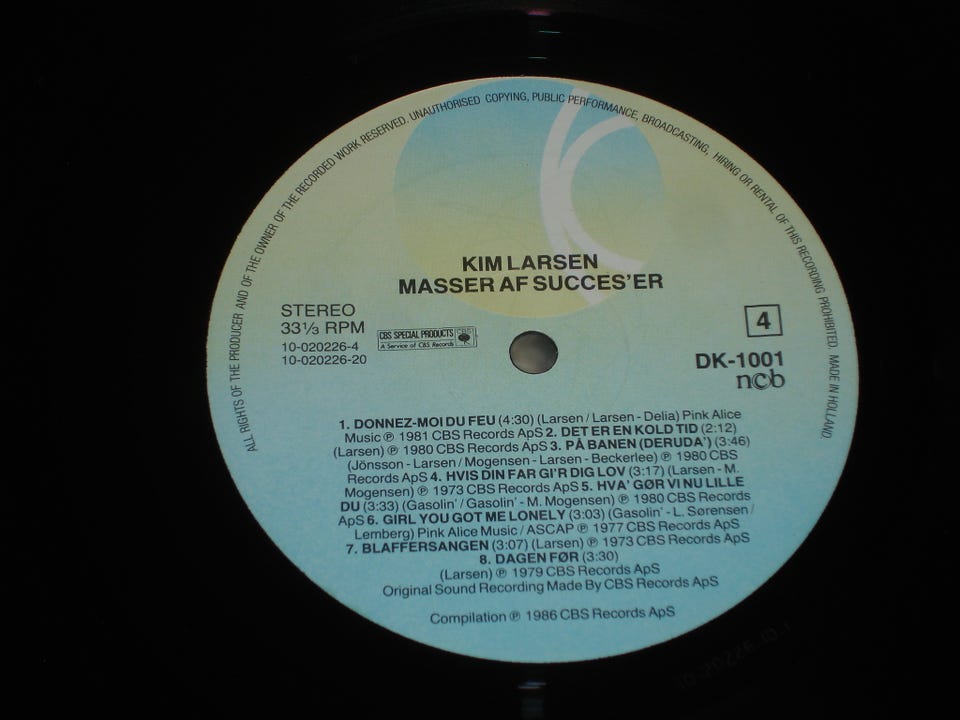 ALL RIGHTS OF THE PRODUCER AND OF THE OWNER OF THE RECORDED WORK RESERVED. UNAUTHORISED COPYING, PUBLIC PERFORMANCE, BROADCASTING, HIRING OR RENTAL OF THIS RECORDING PROHIBITED. MADE IN HOLLAND.
KIM LARSEN
MASSER AF SUCCES'ER
STEREO
33⅓ RPM
10-020226-4
10-020226-20
CBS SPECIAL PRODUCTS CBS
A Service of CBS Records
4
DK-1001
ncb
1. DONNEZ-MOI DU FEU (4:30) (Larsen / Larsen - Delia) Pink Alice
Music ℗ 1981 CBS Records ApS 2. DET ER EN KOLD TID (2:12)
(Larsen) ℗ 1980 CBS Records ApS 3. PÅ BANEN (DERUDA') (3:46)
(Jönsson - Larsen / Mogensen - Larsen - Beckerlee) ℗ 1980 CBS
Records ApS 4. HVIS DIN FAR GI'R DIG LOV (3:17) (Larsen - M.
Mogensen) ℗ 1973 CBS Records ApS 5. HVA' GØR VI NU LILLE
DU (3:33) (Gasolin' / Gasolin' - M. Mogensen) ℗ 1980 CBS Records
ApS 6. GIRL YOU GOT ME LONELY (3:03) (Gasolin' - L. Sørensen /
Lemberg) Pink Alice Music / ASCAP ℗ 1977 CBS Records ApS
7. BLAFFERSANGEN (3:07) (Larsen) ℗ 1973 CBS Records ApS
8. DAGEN FØR (3:30)
(Larsen) ℗ 1979 CBS Records ApS
Original Sound Recording Made By CBS Records ApS
Compilation ℗ 1986 CBS Records ApS